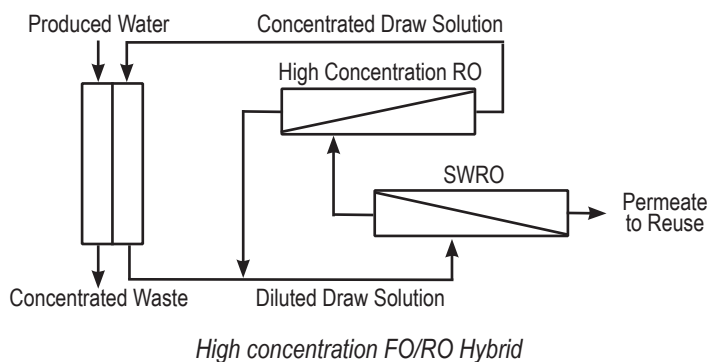 Produced Water
Concentrated Draw Solution
High Concentration RO
SWRO
Permeate
to Reuse
Concentrated Waste
Diluted Draw Solution
High concentration FO/RO Hybrid